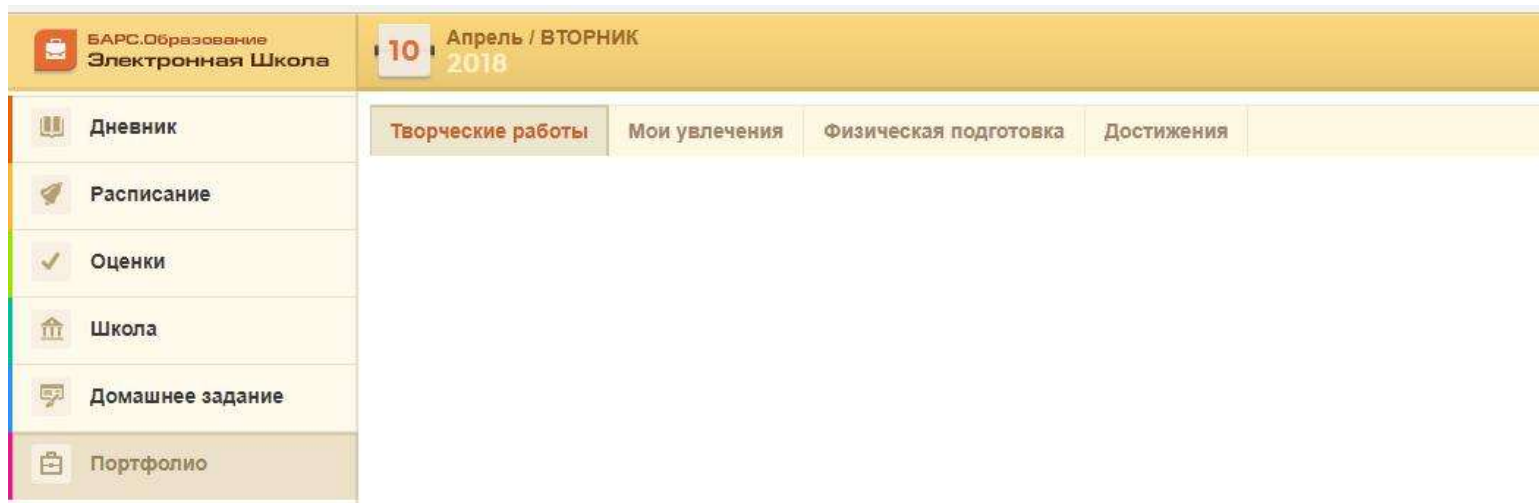 БАРС.Образование
Электронная Школа
10
Апрель / ВТОРНИК
2018
Дневник
Расписание
Оценки
Школа
Домашнее задание
Портфолио
Творческие работы Мои увлечения Физическая подготовка Достижения